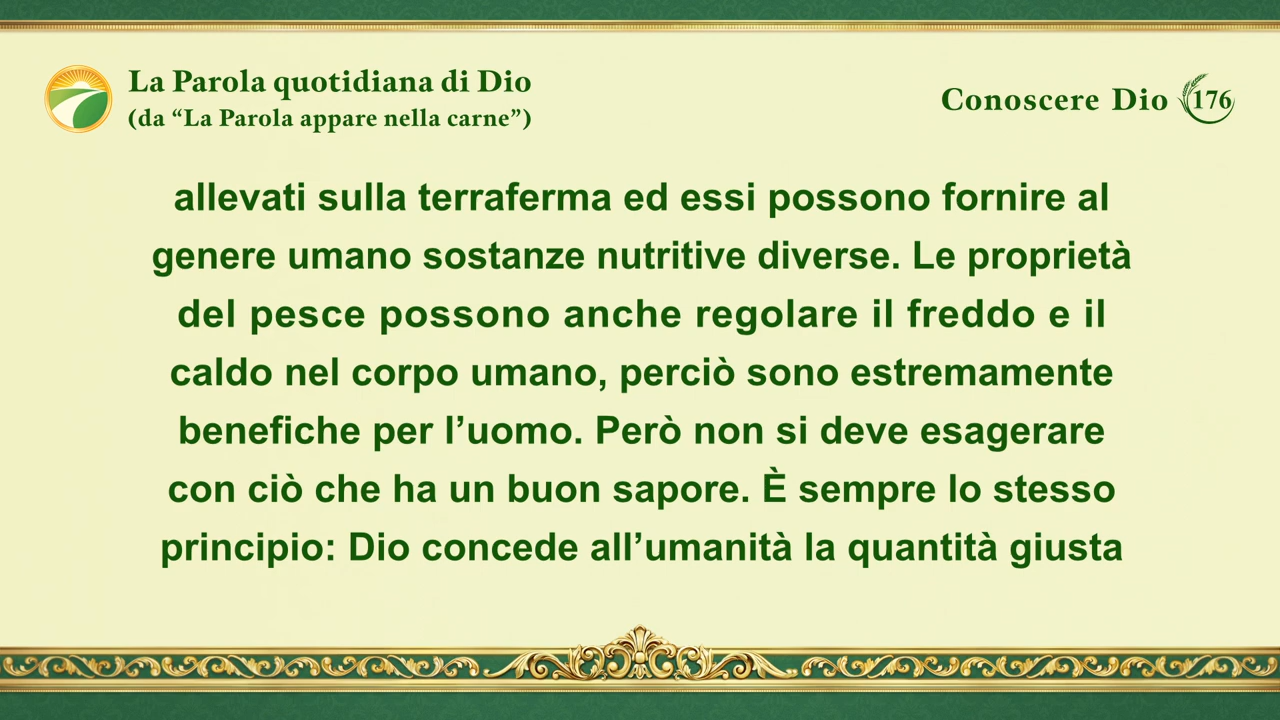 La Parola quotidiana di Dio
(da “La Parola appare nella carne”)
Conoscere Dio 176
allevati sulla terraferma ed essi possono fornire al
genere umano sostanze nutritive diverse. Le proprietà
del pesce possono anche regolare il freddo e il
caldo nel corpo umano, perciò sono estremamente
benefiche per l’uomo. Però non si deve esagerare
con ciò che ha un buon sapore. È sempre lo stesso
principio: Dio concede all’umanità la quantità giusta